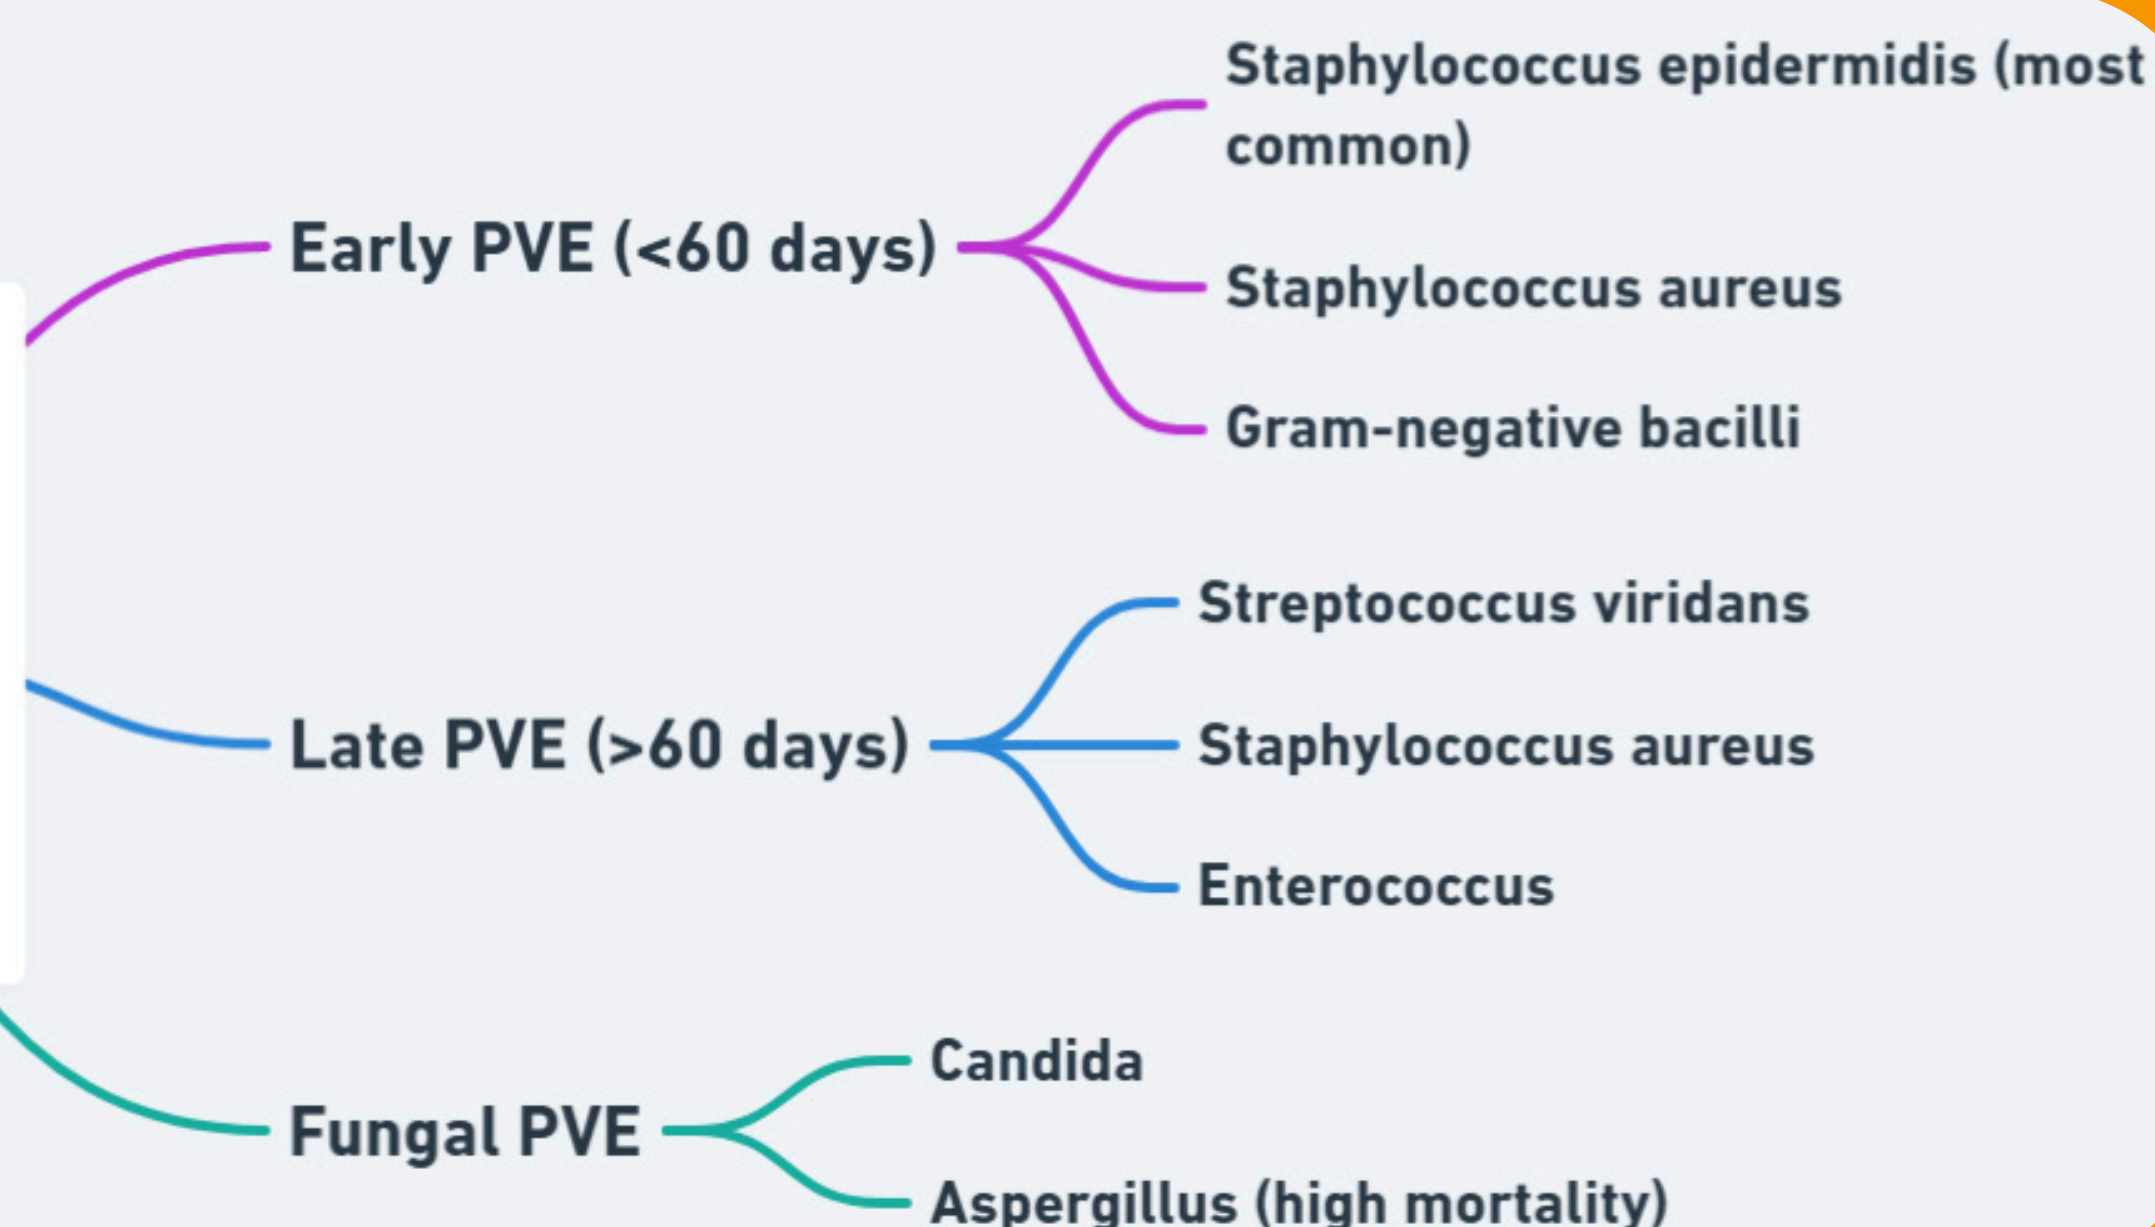 Staphylococcus epidermidis (most
common)
Early PVE (<60 days)
Staphylococcus aureus
Gram-negative bacilli
Streptococcus viridans
Late PVE (>60 days)
Staphylococcus aureus
Enterococcus
Candida
Fungal PVE
Aspergillus (high mortality)